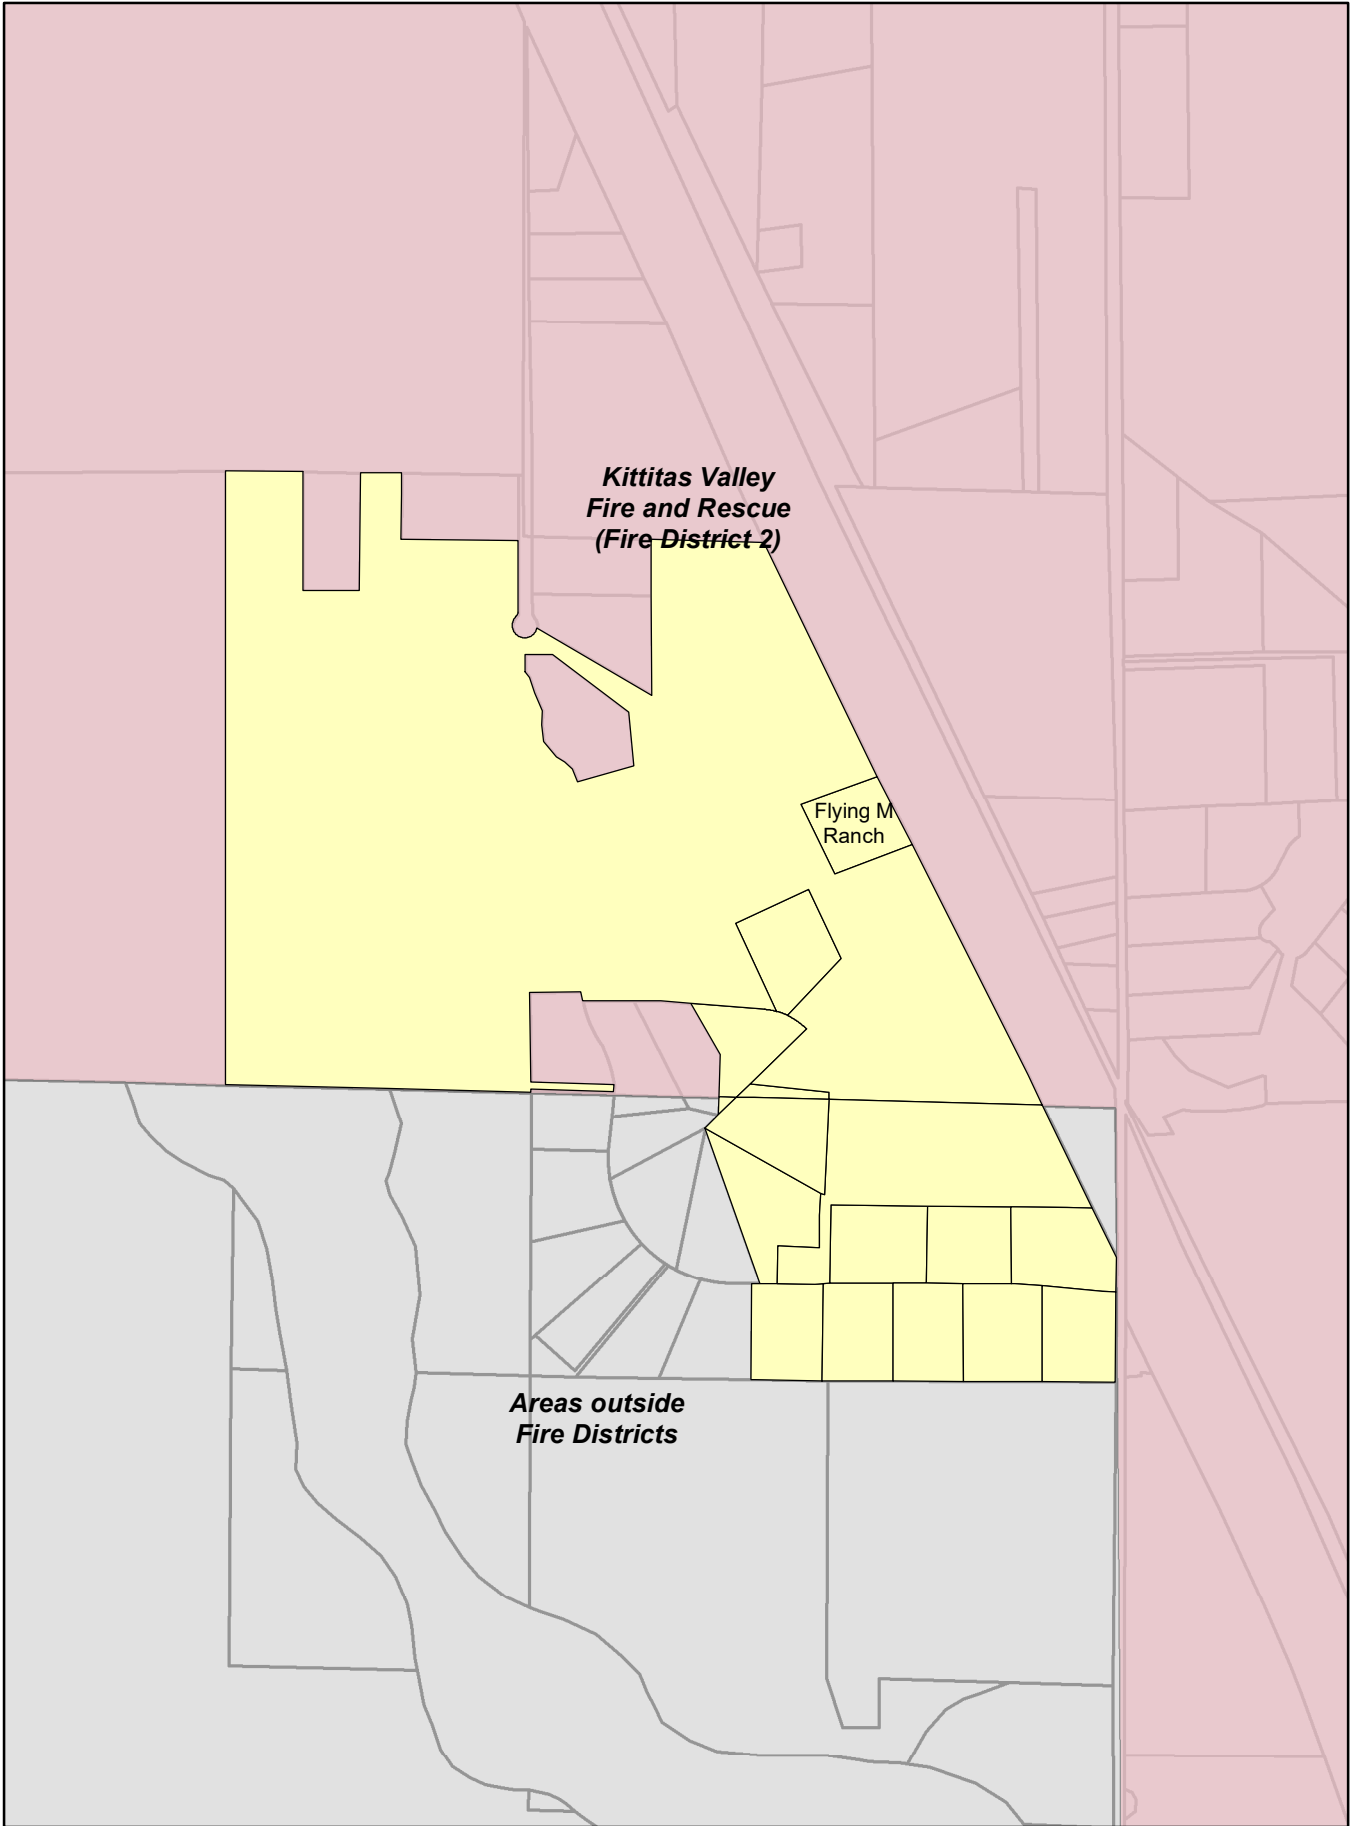 Kittitas Valley
Fire and Rescue
(Fire District 2)
Flying M
Ranch
Areas outside
Fire Districts